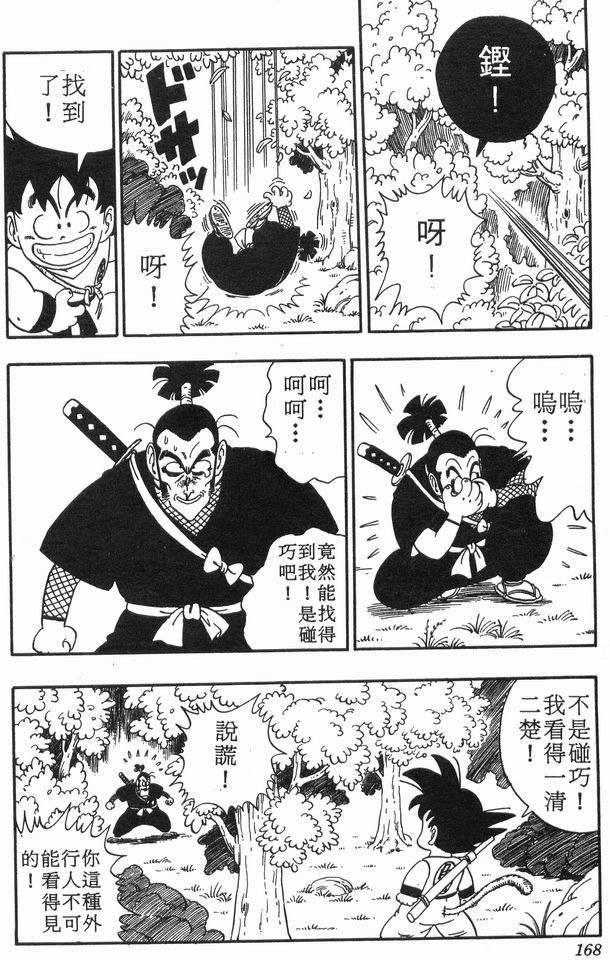 鏗！
呀！
ドサッ
呀！
找到
了！
嗚…
嗚…
呵…
呵呵…
竟然能找得
到我！是碰
巧吧！
不是碰巧！
我看得一清
二楚！
說謊！
你這種外
行人不可
能看得見
的！
168